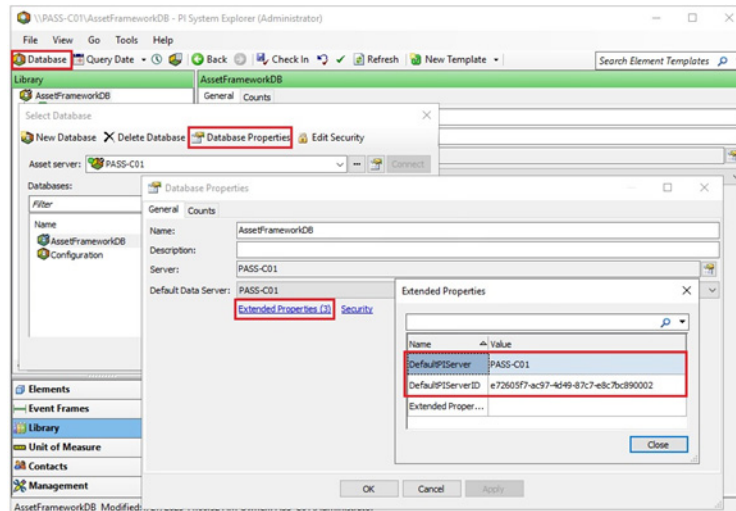 \\PASS-C01\AssetFrameworkDB - PI System Explorer (Administrator)
File View Go Tools Help
Database Query Date Back Check In Refresh New Template Search Element Templates
Library AssetFrameworkDB
AssetFrameworkDB General Counts
Select Database
New Database Delete Database Database Properties Edit Security
Asset server: PASS-C01 Connect
Databases:
Filter
Name
AssetFrameworkDB
Configuration
Database Properties
General Counts
Name: AssetFrameworkDB
Description:
Server: PASS-C01
Default Data Server: PASS-C01
Extended Properties (3) Security
Extended Properties
Name Value
DefaultPIServer PASS-C01
DefaultPIServerID e72605f7-ac97-4d49-87c7-e8c7bc890002
Extended Proper...
Close
Elements
Event Frames
Library
Unit of Measure
Contacts
Management
OK Cancel Apply
AssetFrameworkDB Modified: